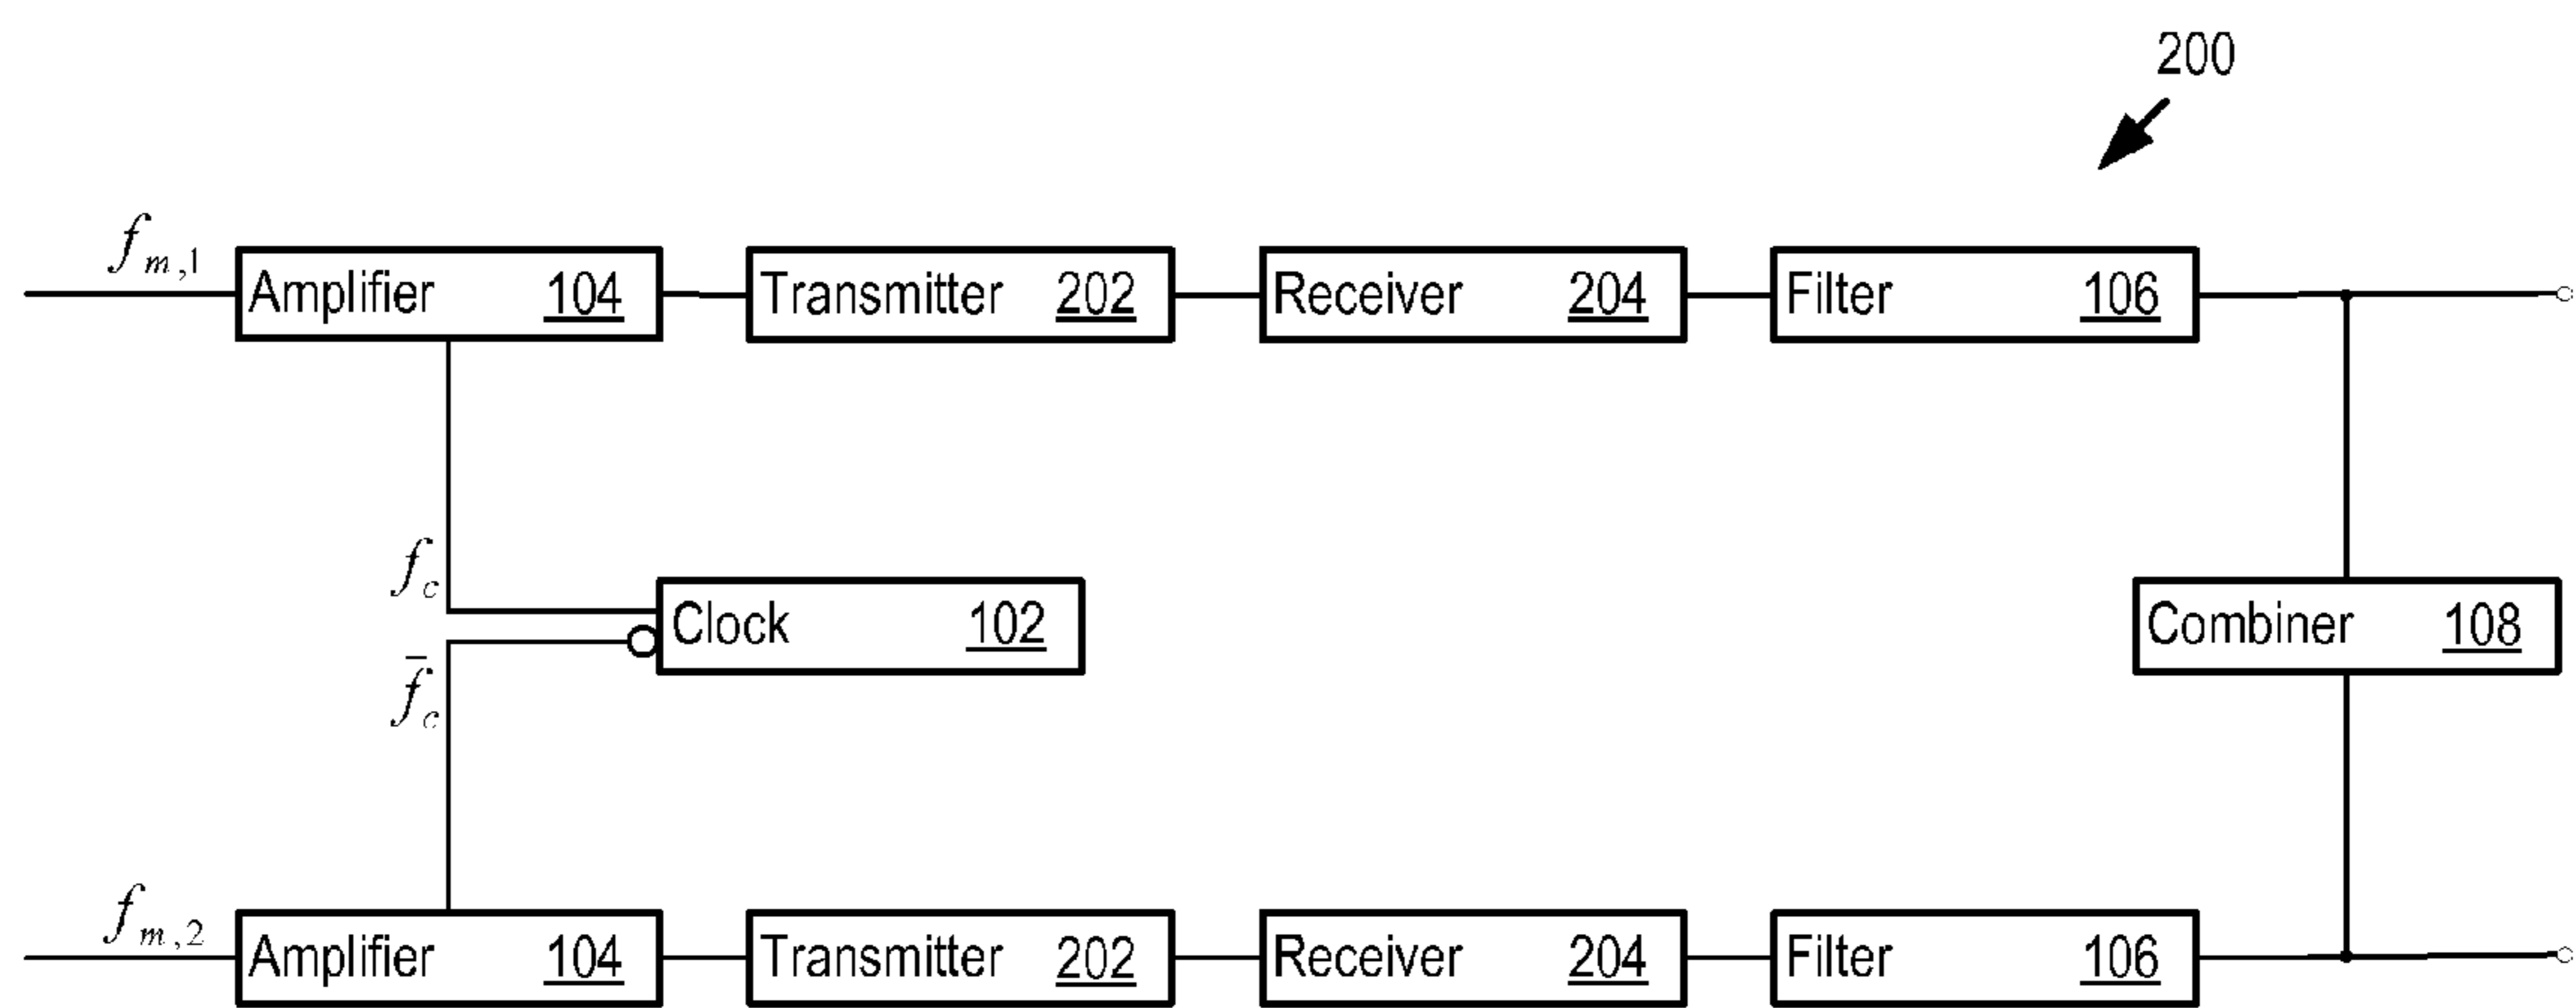 200
f_{m,1}
Amplifier 104 Transmitter 202 Receiver 204 Filter 106
f_c
Clock 102 Combiner 108
f̄_c
f_{m,2}
Amplifier 104 Transmitter 202 Receiver 204 Filter 106